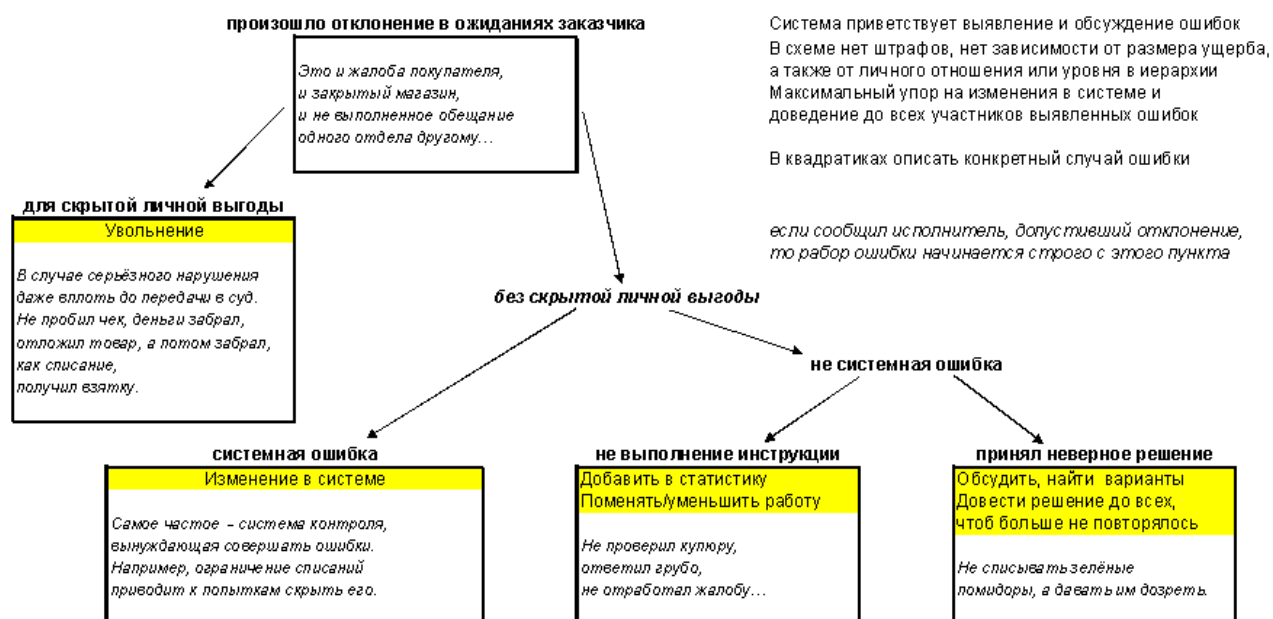 произошло отклонение в ожиданиях заказчика
Это и жалоба покупателя,
и закрытый магазин,
и не выполненное обещание
одного отдела другому...
Система приветствует выявление и обсуждение ошибок
В схеме нет штрафов, нет зависимости от размера ущерба,
а также от личного отношения или уровня в иерархии
Максимальный упор на изменения в системе и
доведение до всех участников выявленных ошибок
В квадратиках описать конкретный случай ошибки
если сообщил исполнитель, допустивший отклонение,
то рабор ошибки начинается строго с этого пункта
для скрытой личной выгоды
Увольнение
В случае серьёзного нарушения
даже вплоть до передачи в суд.
Не пробил чек, деньги забрал,
отложил товар, а потом забрал,
как списание,
получил взятку.
без скрытой личной выгоды
не системная ошибка
системная ошибка
Изменение в системе
Самое частое – система контроля,
вынуждающая совершать ошибки.
Например, ограничение списаний
приводит к попыткам скрыть его.
не выполнение инструкции
Добавить в статистику
Поменять/уменьшить работу
Не проверил купюру,
ответил грубо,
не отработал жалобу...
принял неверное решение
Обсудить, найти варианты
Довести решение до всех,
чтоб больше не повторялось
Не списывать зелёные
помидоры, а давать им дозреть.